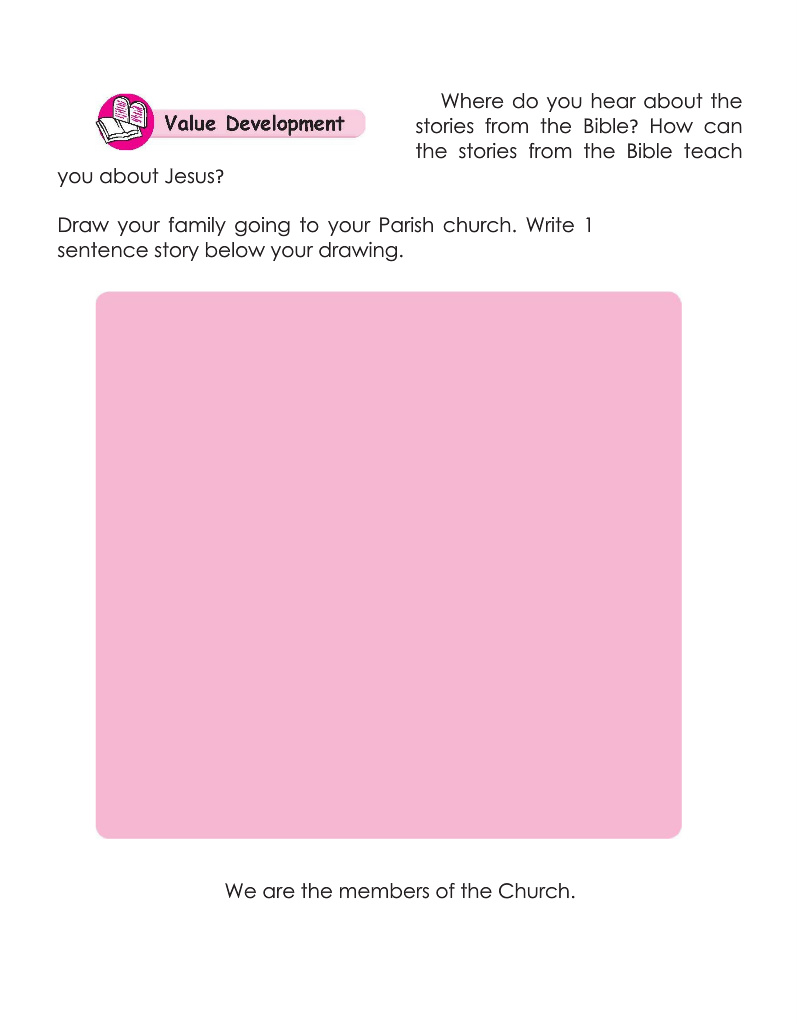 Value Development
Where do you hear about the
stories from the Bible? How can
the stories from the Bible teach
you about Jesus?
Draw your family going to your Parish church. Write 1
sentence story below your drawing.
We are the members of the Church.